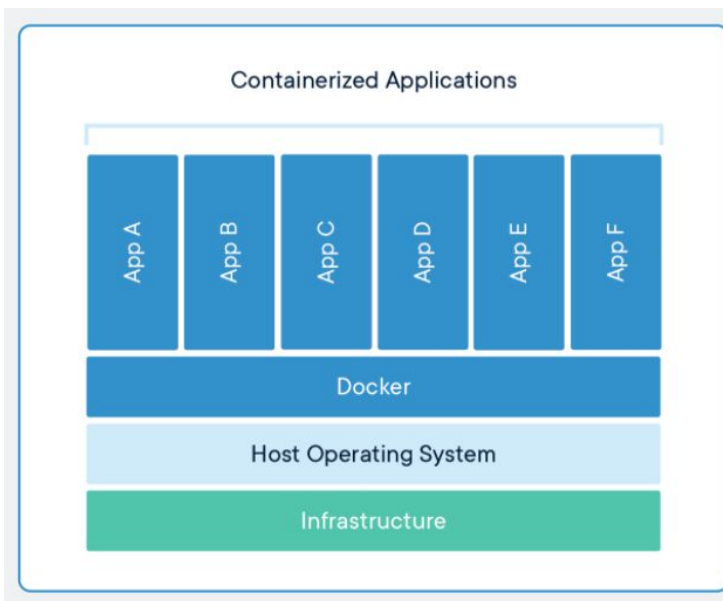 Containerized Applications
App A
App B
App C
App D
App E
App F
Docker
Host Operating System
Infrastructure